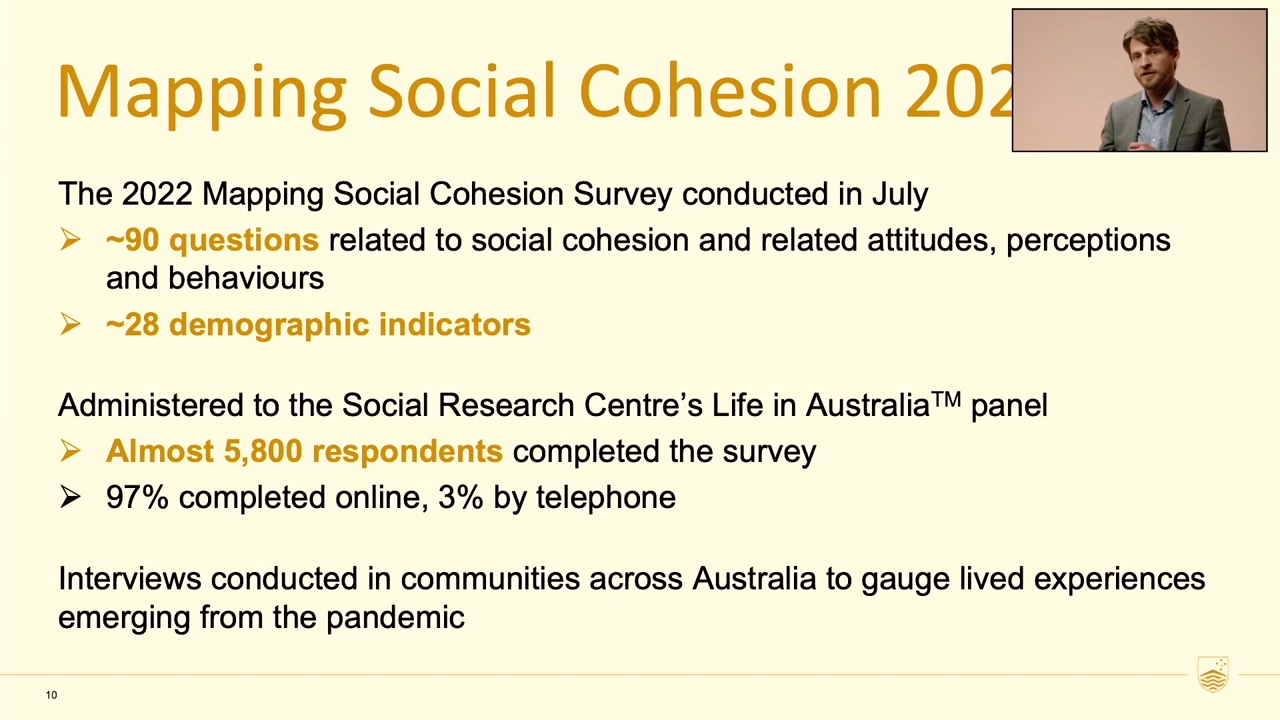 Mapping Social Cohesion 202
The 2022 Mapping Social Cohesion Survey conducted in July
➢ ~90 questions related to social cohesion and related attitudes, perceptions
and behaviours
➢ ~28 demographic indicators
Administered to the Social Research Centre’s Life in Australia™ panel
➢ Almost 5,800 respondents completed the survey
➢ 97% completed online, 3% by telephone
Interviews conducted in communities across Australia to gauge lived experiences
emerging from the pandemic
10